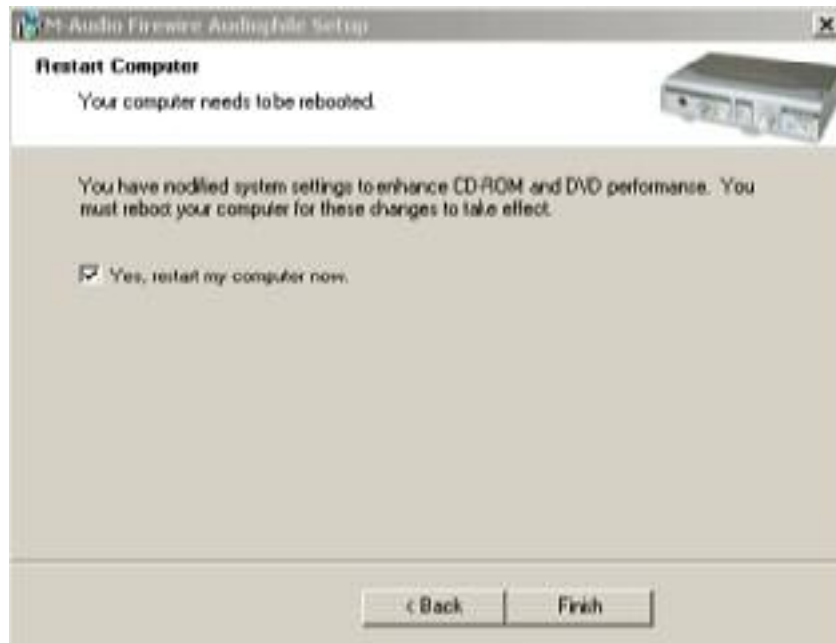 M-Audio Firewire Audiophile Setup
Restart Computer
Your computer needs to be rebooted.
You have modified system settings to enhance CD-ROM and DVD performance. You
must reboot your computer for these changes to take effect.
Yes, restart my computer now.
< Back
Finish